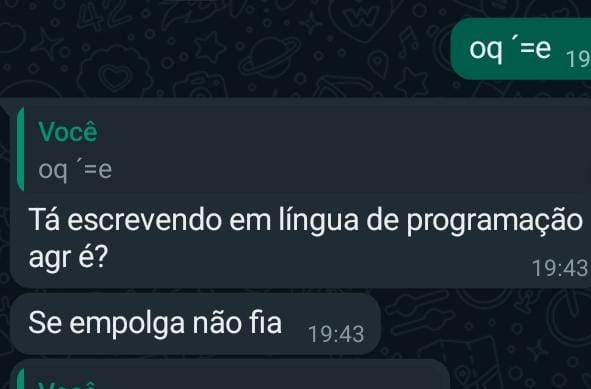 oq ´=e 19
Você
oq ´=e
Tá escrevendo em língua de programação
agr é?
19:43
Se empolga não fia 19:43
Você